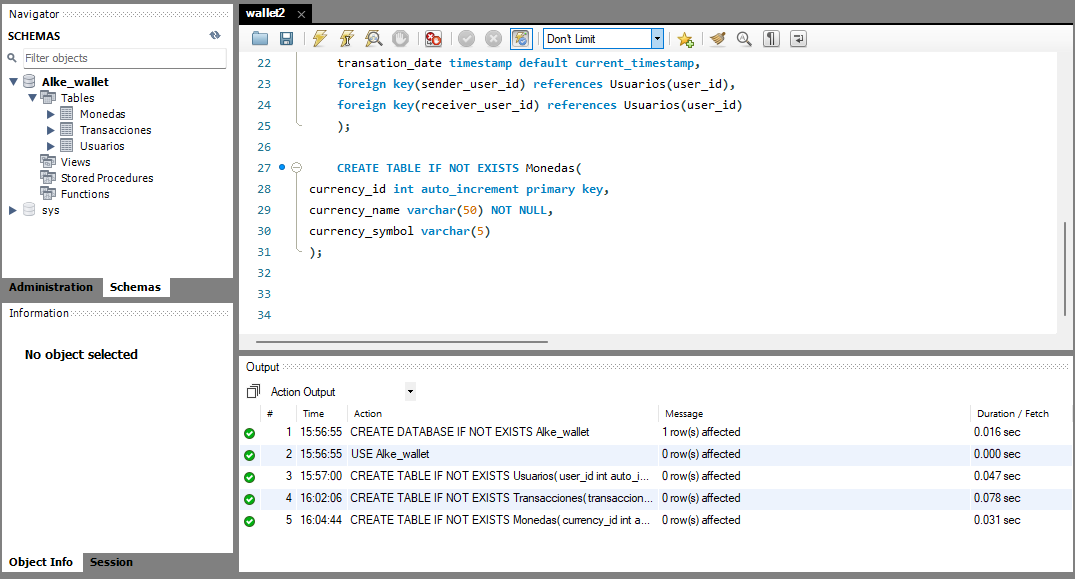 Navigator
SCHEMAS
Filter objects
Alke_wallet
Tables
Monedas
Transacciones
Usuarios
Views
Stored Procedures
Functions
sys
Administration Schemas
Information
No object selected
Object Info Session
wallet2
Don't Limit
22 transation_date timestamp default current_timestamp,
23 foreign key(sender_user_id) references Usuarios(user_id),
24 foreign key(receiver_user_id) references Usuarios(user_id)
25 );
26
27 CREATE TABLE IF NOT EXISTS Monedas(
28 currency_id int auto_increment primary key,
29 currency_name varchar(50) NOT NULL,
30 currency_symbol varchar(5)
31 );
32
33
34
Output
Action Output
# Time Action Message Duration / Fetch
1 15:56:55 CREATE DATABASE IF NOT EXISTS Alke_wallet 1 row(s) affected 0.016 sec
2 15:56:55 USE Alke_wallet 0 row(s) affected 0.000 sec
3 15:57:00 CREATE TABLE IF NOT EXISTS Usuarios( user_id int auto_i... 0 row(s) affected 0.047 sec
4 16:02:06 CREATE TABLE IF NOT EXISTS Transacciones( transaccion... 0 row(s) affected 0.078 sec
5 16:04:44 CREATE TABLE IF NOT EXISTS Monedas( currency_id int a... 0 row(s) affected 0.031 sec